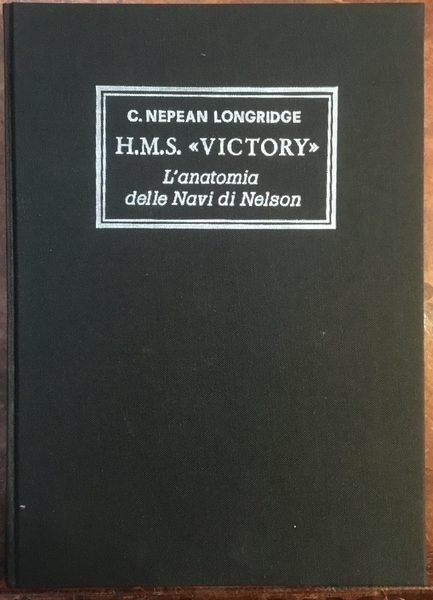 C. NEPEAN LONGRIDGE
H.M.S. «VICTORY»
L'anatomia
delle Navi di Nelson